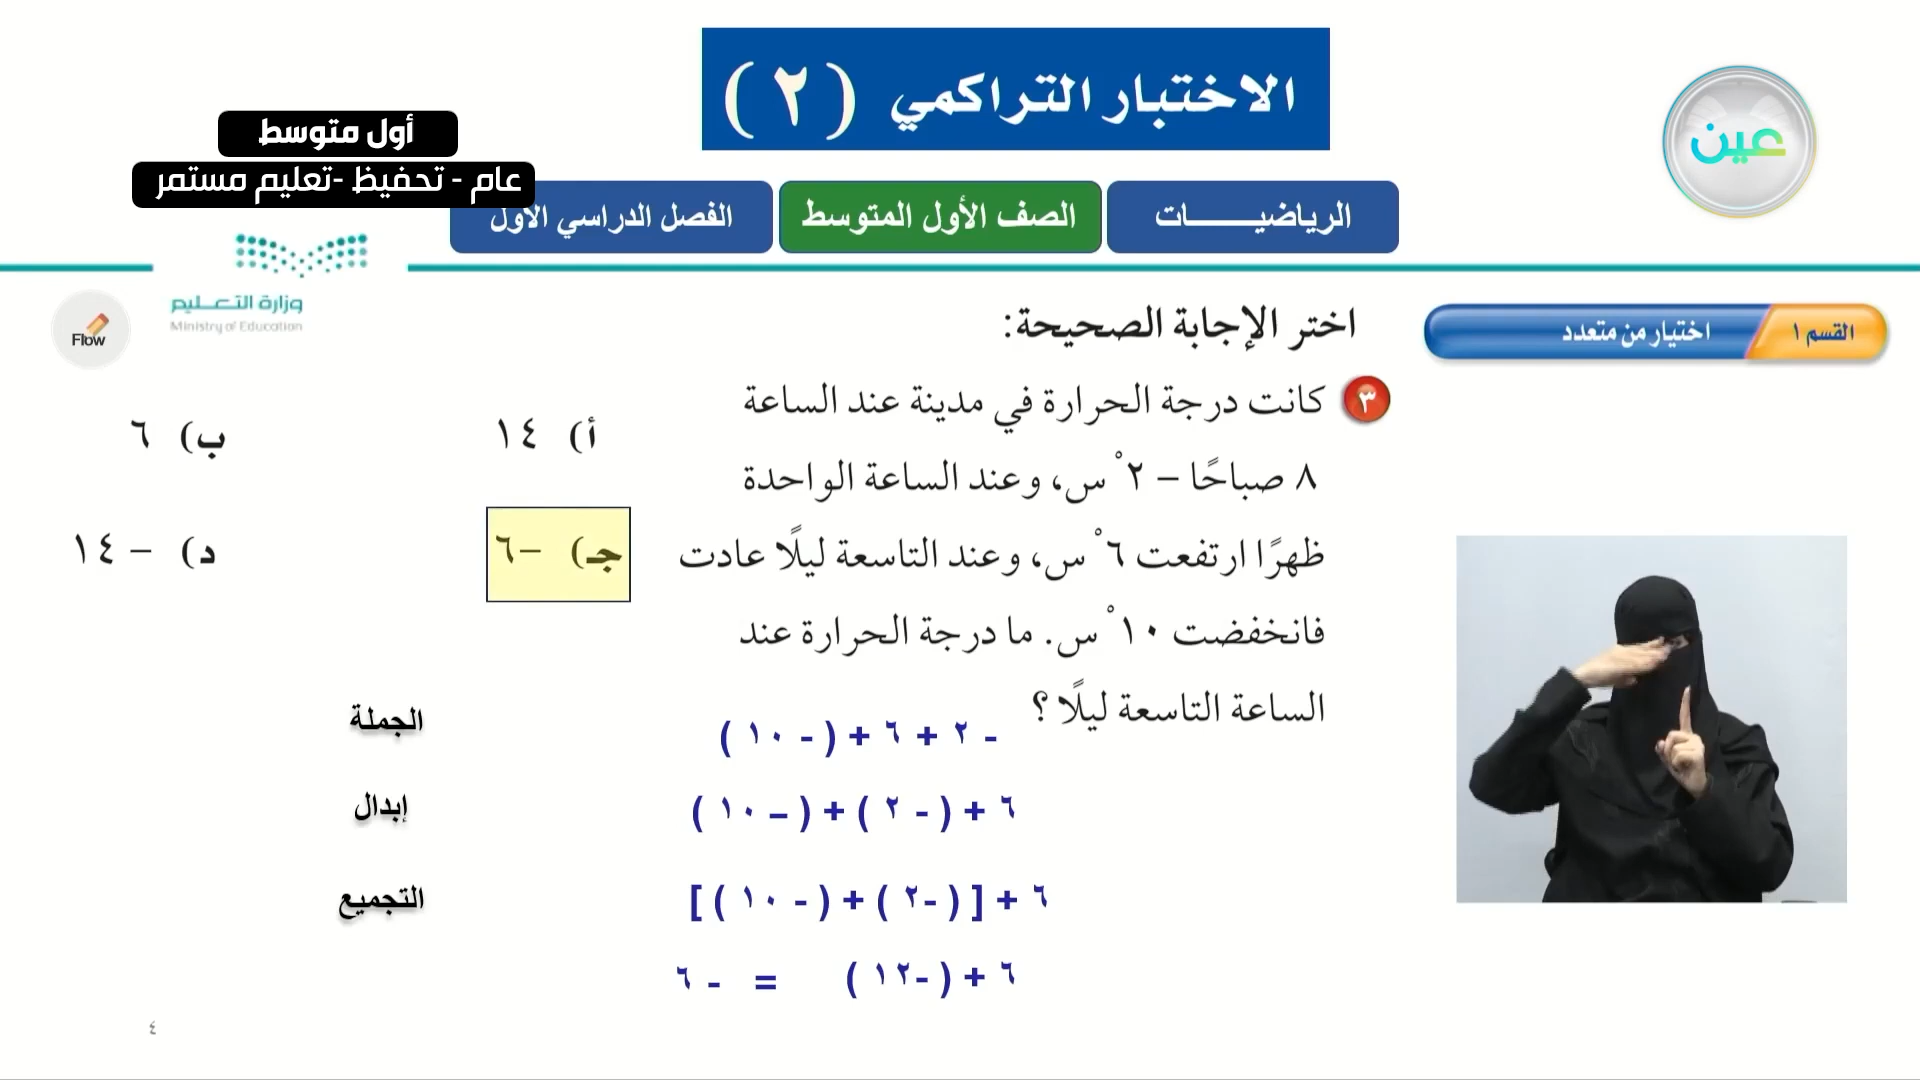 الاختبار التراكمي (٢)
عين
أول متوسط
عام - تحفيظ -تعليم مستمر
الرياضيـــــــــات
الصف الأول المتوسط
الفصل الدراسي الأول
وزارة التعـــليم
Ministry of Education
Flow
القسم ١
اختيار من متعدد
اختر الإجابة الصحيحة:
٣ كانت درجة الحرارة في مدينة عند الساعة
٨ صباحًا – ٢° س، وعند الساعة الواحدة
ظهرًا ارتفعت ٦° س، وعند التاسعة ليلًا عادت
فانخفضت ١٠° س. ما درجة الحرارة عند
الساعة التاسعة ليلًا ؟
أ) ١٤
ب) ٦
جـ) –٦
د) – ١٤
- ٢ + ٦ + ( - ١٠ )
الجملة
٦ + ( - ٢ ) + ( – ١٠ )
إبدال
٦ + [ ( -٢ ) + ( - ١٠ ) ]
التجميع
٦ + ( -١٢ ) = - ٦
٤